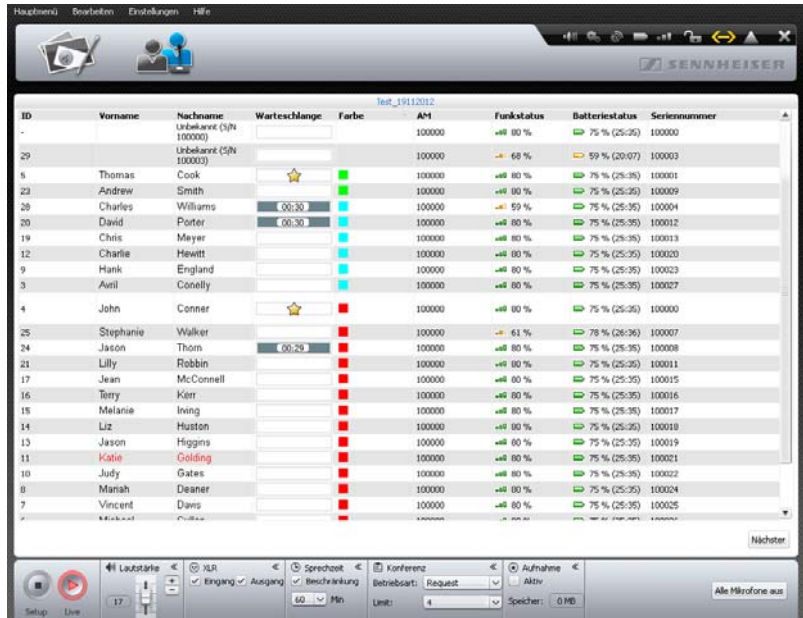 Hauptmenü Bearbeiten Einstellungen Hilfe
SENNHEISER
Test_19112012
ID Vorname Nachname Warteschlange Farbe AM Funkstatus Batteriestatus Seriennummer
- Unbekannt (S/N 100000) 100000 80 % 75 % (25:35) 100000
29 Unbekannt (S/N 100003) 100000 68 % 59 % (20:07) 100003
5 Thomas Cook 100000 80 % 75 % (25:35) 100001
23 Andrew Smith 100000 80 % 75 % (25:35) 100009
28 Charles Williams 00:30 100000 59 % 75 % (25:35) 100004
20 David Porter 00:30 100000 80 % 75 % (25:35) 100012
19 Chris Meyer 100000 80 % 75 % (25:35) 100013
12 Charlie Hewitt 100000 80 % 75 % (25:35) 100020
9 Hank England 100000 80 % 75 % (25:35) 100023
3 Avril Conelly 100000 80 % 75 % (25:35) 100027
4 John Conner 100000 80 % 75 % (25:35) 100000
25 Stephanie Walker 100000 61 % 78 % (26:36) 100007
24 Jason Thorn 00:29 100000 80 % 75 % (25:35) 100008
21 Lilly Robbin 100000 80 % 75 % (25:35) 100011
17 Jean McConnell 100000 80 % 75 % (25:35) 100015
16 Terry Kerr 100000 80 % 75 % (25:35) 100016
15 Melanie Irving 100000 80 % 75 % (25:35) 100017
14 Liz Huston 100000 80 % 75 % (25:35) 100018
13 Jason Higgins 100000 80 % 75 % (25:35) 100019
11 Katie Golding 100000 80 % 75 % (25:35) 100021
10 Judy Gates 100000 80 % 75 % (25:35) 100022
8 Mariah Deaner 100000 80 % 75 % (25:35) 100024
7 Vincent Davis 100000 80 % 75 % (25:35) 100025
Nächster
Lautstärke XLR Sprechzeit Konferenz Aufnahme
Eingang Ausgang Beschränkung Betriebsart: Request Aktiv
17 60 Min Limit: 4 Speicher: 0 MB
Alle Mikrofone aus
Setup Live